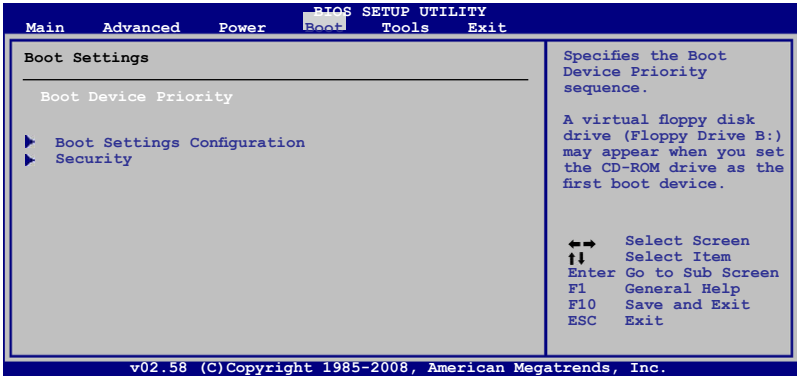 BIOS SETUP UTILITY
Main Advanced Power Boot Tools Exit
Boot Settings
Boot Device Priority
Boot Settings Configuration
Security
Specifies the Boot
Device Priority
sequence.
A virtual floppy disk
drive (Floppy Drive B:)
may appear when you set
the CD-ROM drive as the
first boot device.
←→ Select Screen
↑↓ Select Item
Enter Go to Sub Screen
F1 General Help
F10 Save and Exit
ESC Exit
v02.58 (C)Copyright 1985-2008, American Megatrends, Inc.